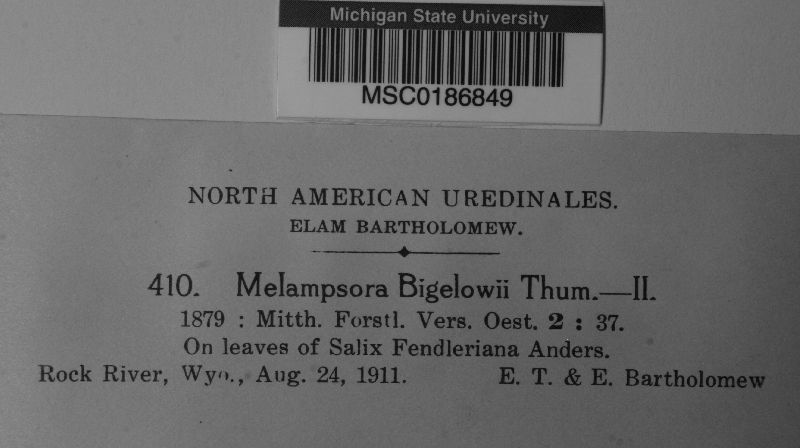 Michigan State University
MSC0186849
NORTH AMERICAN UREDINALES.
ELAM BARTHOLOMEW.
410. Melampsora Bigelowii Thum.—II.
1879 : Mitth. Forstl. Vers. Oest. 2 : 37.
On leaves of Salix Fendleriana Anders.
Rock River, Wyo., Aug. 24, 1911. E. T. & E. Bartholomew